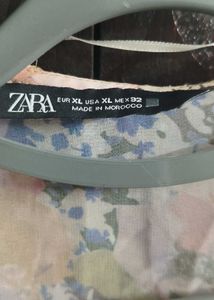 ZARA
EUR XL USA XL MEX 32
MADE IN MOROCCO